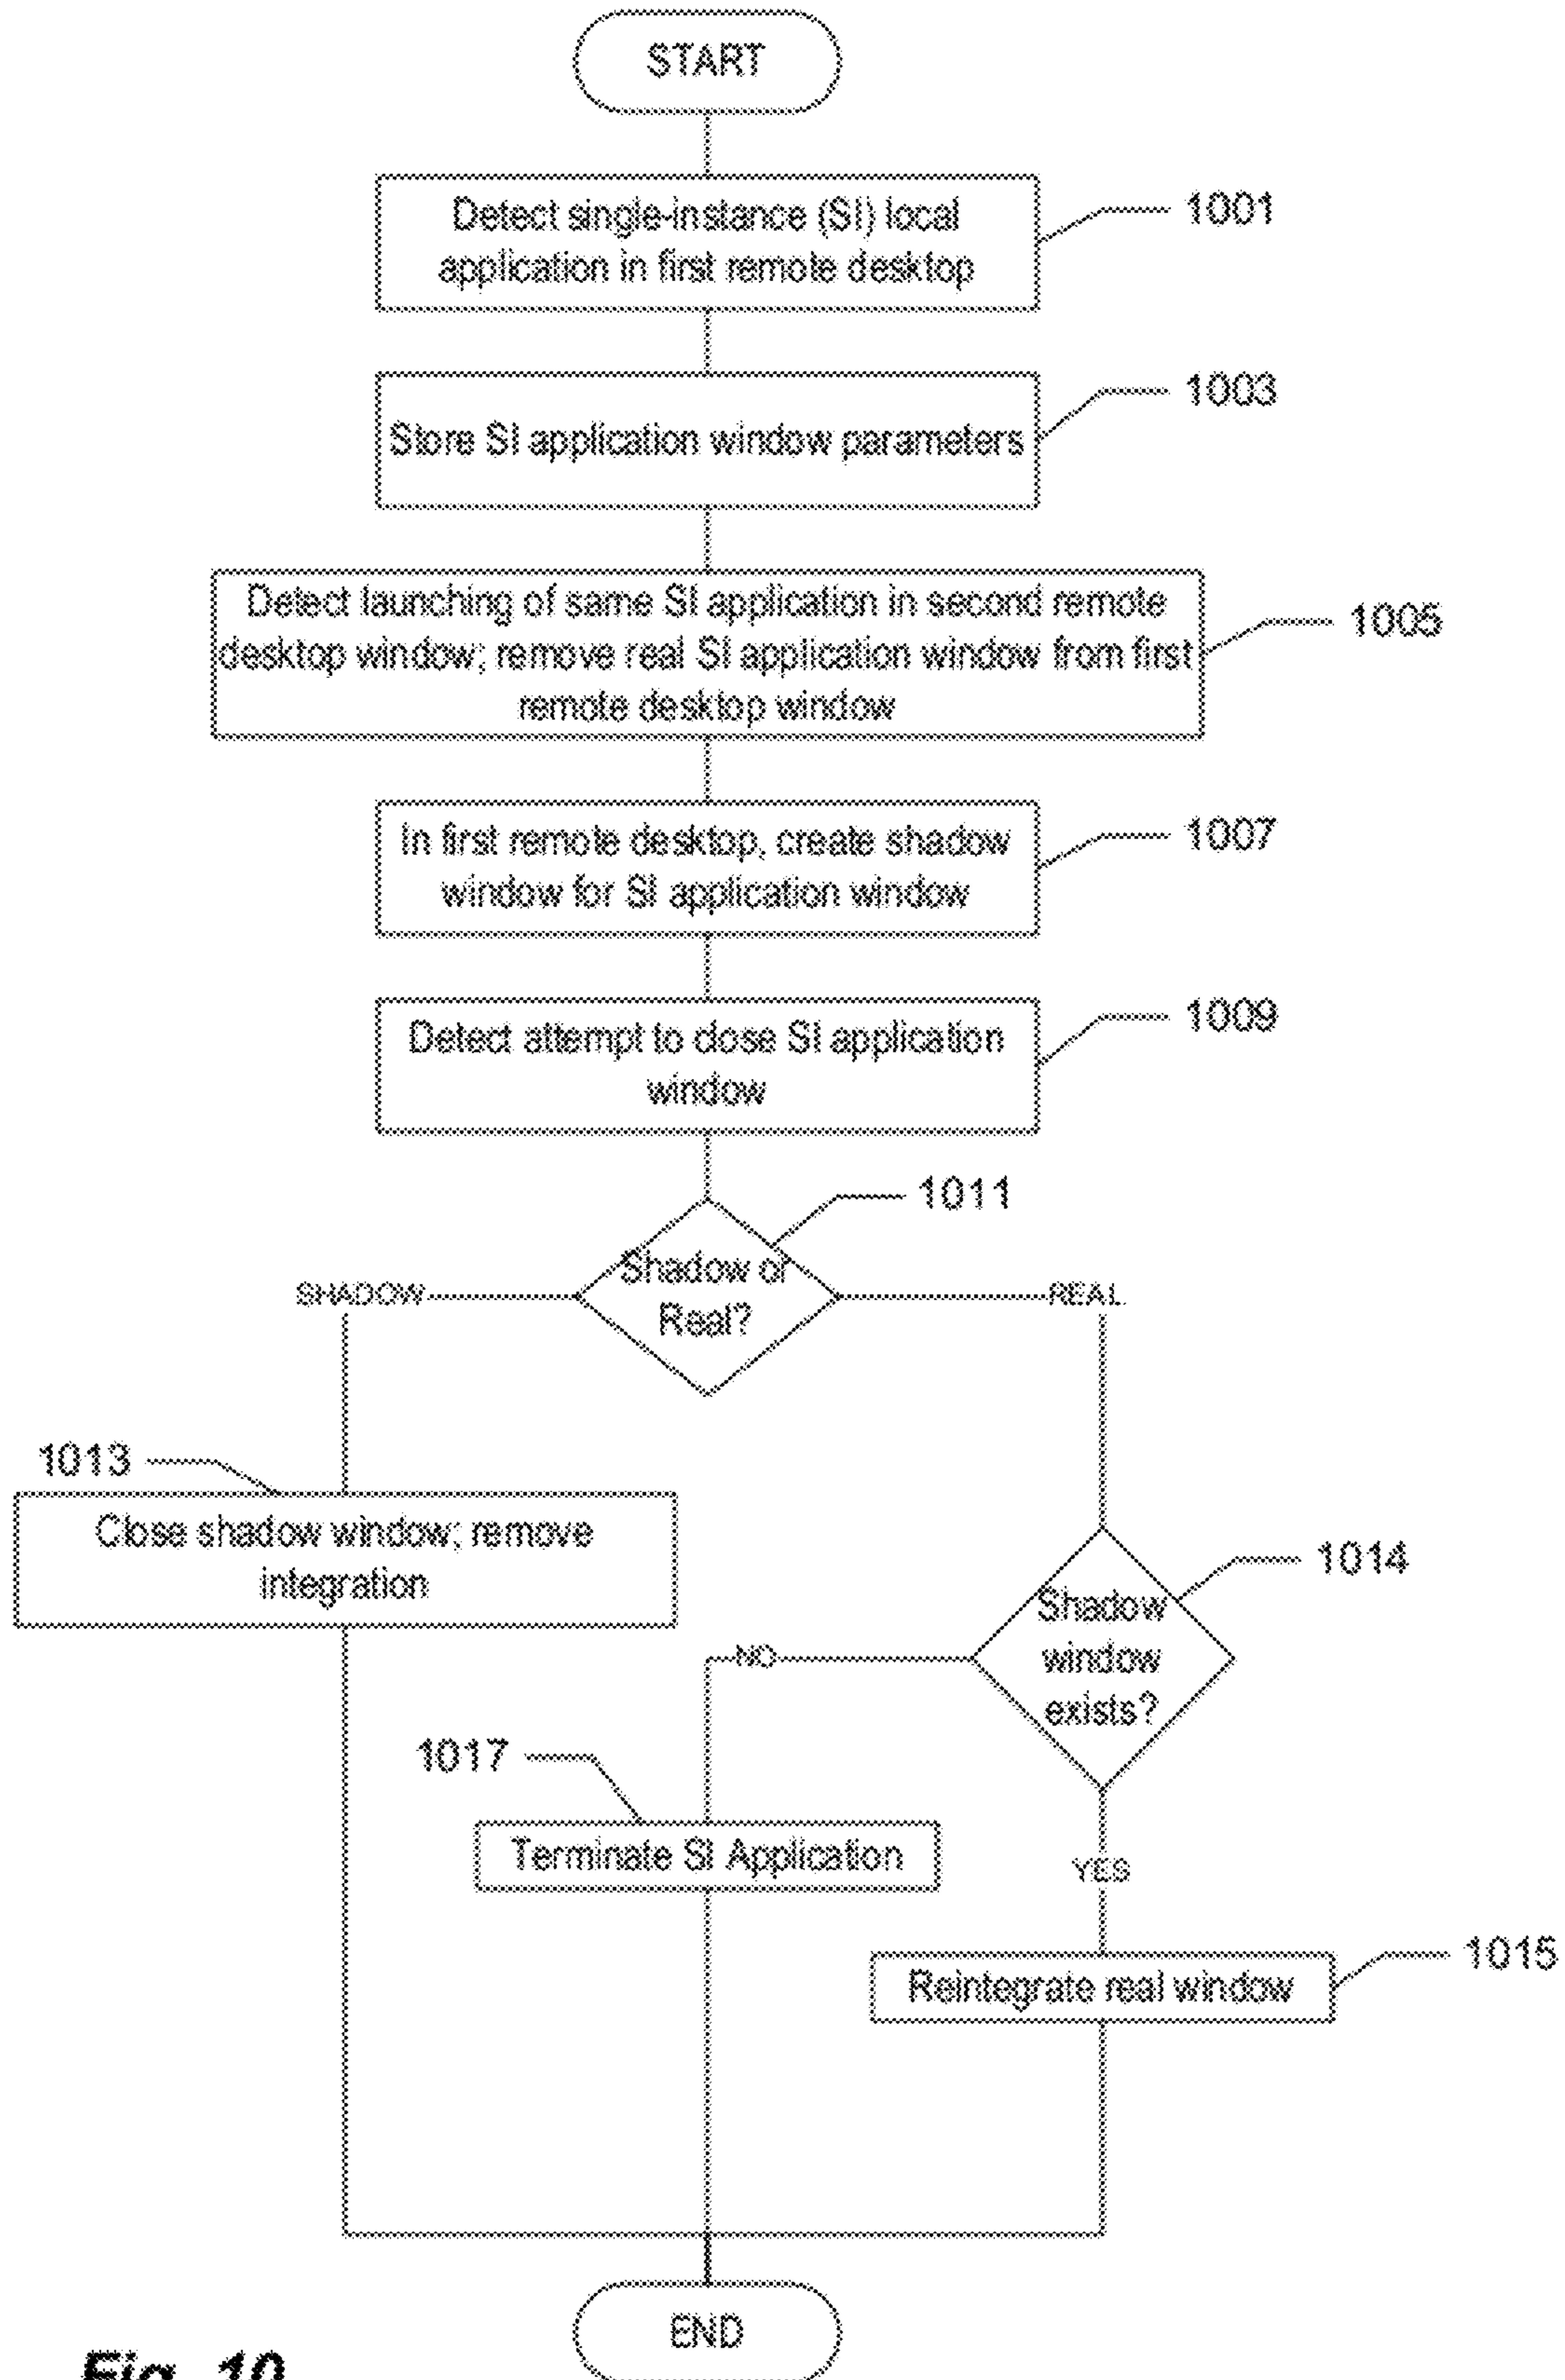 START
Detect single-instance (SI) local
application in first remote desktop
1001
Store SI application window parameters
1003
Detect launching of same SI application in second remote
desktop window; remove real SI application window from first
remote desktop window
1005
In first remote desktop, create shadow
window for SI application window
1007
Detect attempt to close SI application
window
1009
Shadow or
Real?
1011
SHADOW
REAL
1013
Close shadow window; remove
integration
Shadow
window
exists?
1014
NO
1017
Terminate SI Application
YES
Reintegrate real window
1015
END
Fig. 10